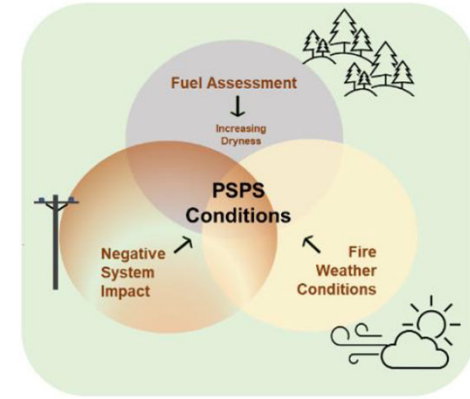 Fuel Assessment
Increasing
Dryness
PSPS
Conditions
Negative
System
Impact
Fire
Weather
Conditions